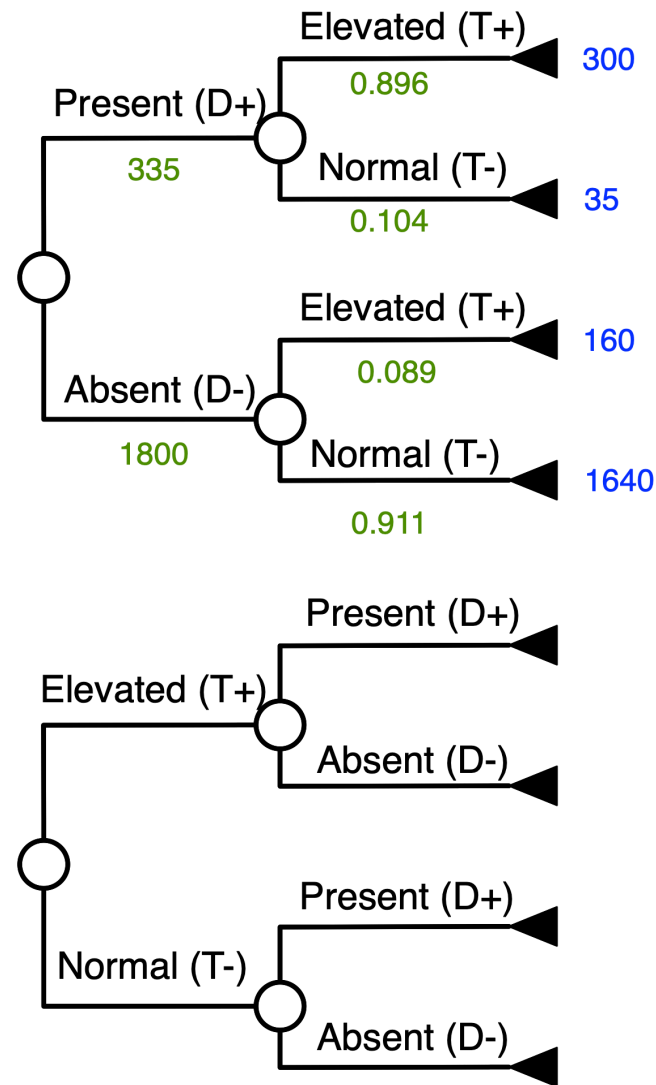 Elevated (T+)
300
0.896
Present (D+)
335
Normal (T-)
35
0.104
Elevated (T+)
160
0.089
Absent (D-)
1800
Normal (T-)
1640
0.911
Present (D+)
Elevated (T+)
Absent (D-)
Present (D+)
Normal (T-)
Absent (D-)